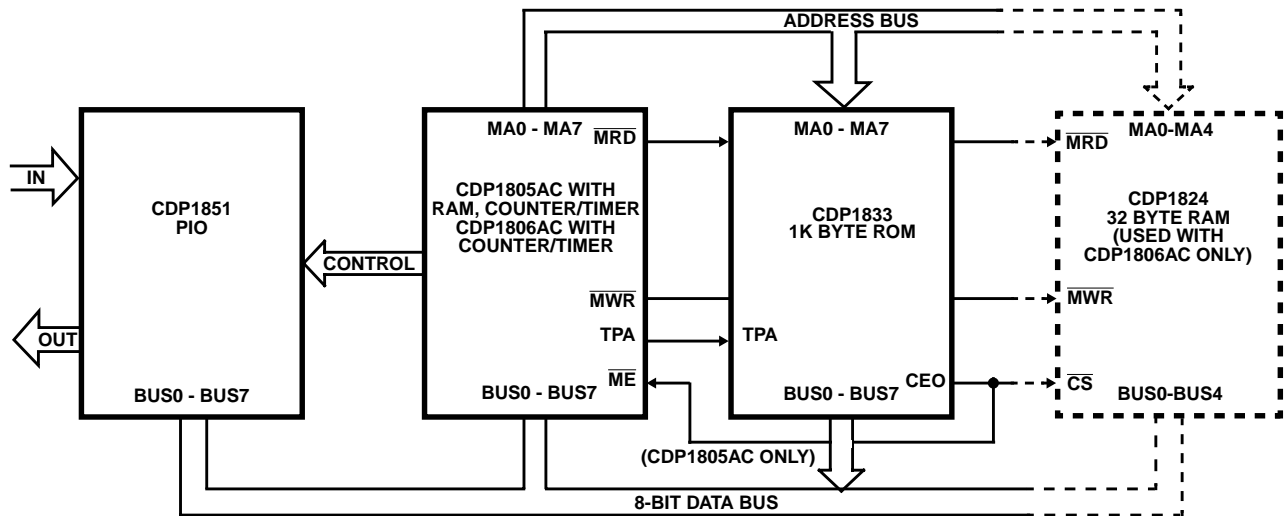 ADDRESS BUS
IN
OUT
CDP1851
PIO
BUS0 - BUS7
CONTROL
MA0 - MA7
MRD
CDP1805AC WITH
RAM, COUNTER/TIMER
CDP1806AC WITH
COUNTER/TIMER
MWR
TPA
ME
BUS0 - BUS7
MA0 - MA7
CDP1833
1K BYTE ROM
TPA
CEO
BUS0 - BUS7
(CDP1805AC ONLY)
MA0-MA4
MRD
CDP1824
32 BYTE RAM
(USED WITH
CDP1806AC ONLY)
MWR
CS
BUS0-BUS4
8-BIT DATA BUS